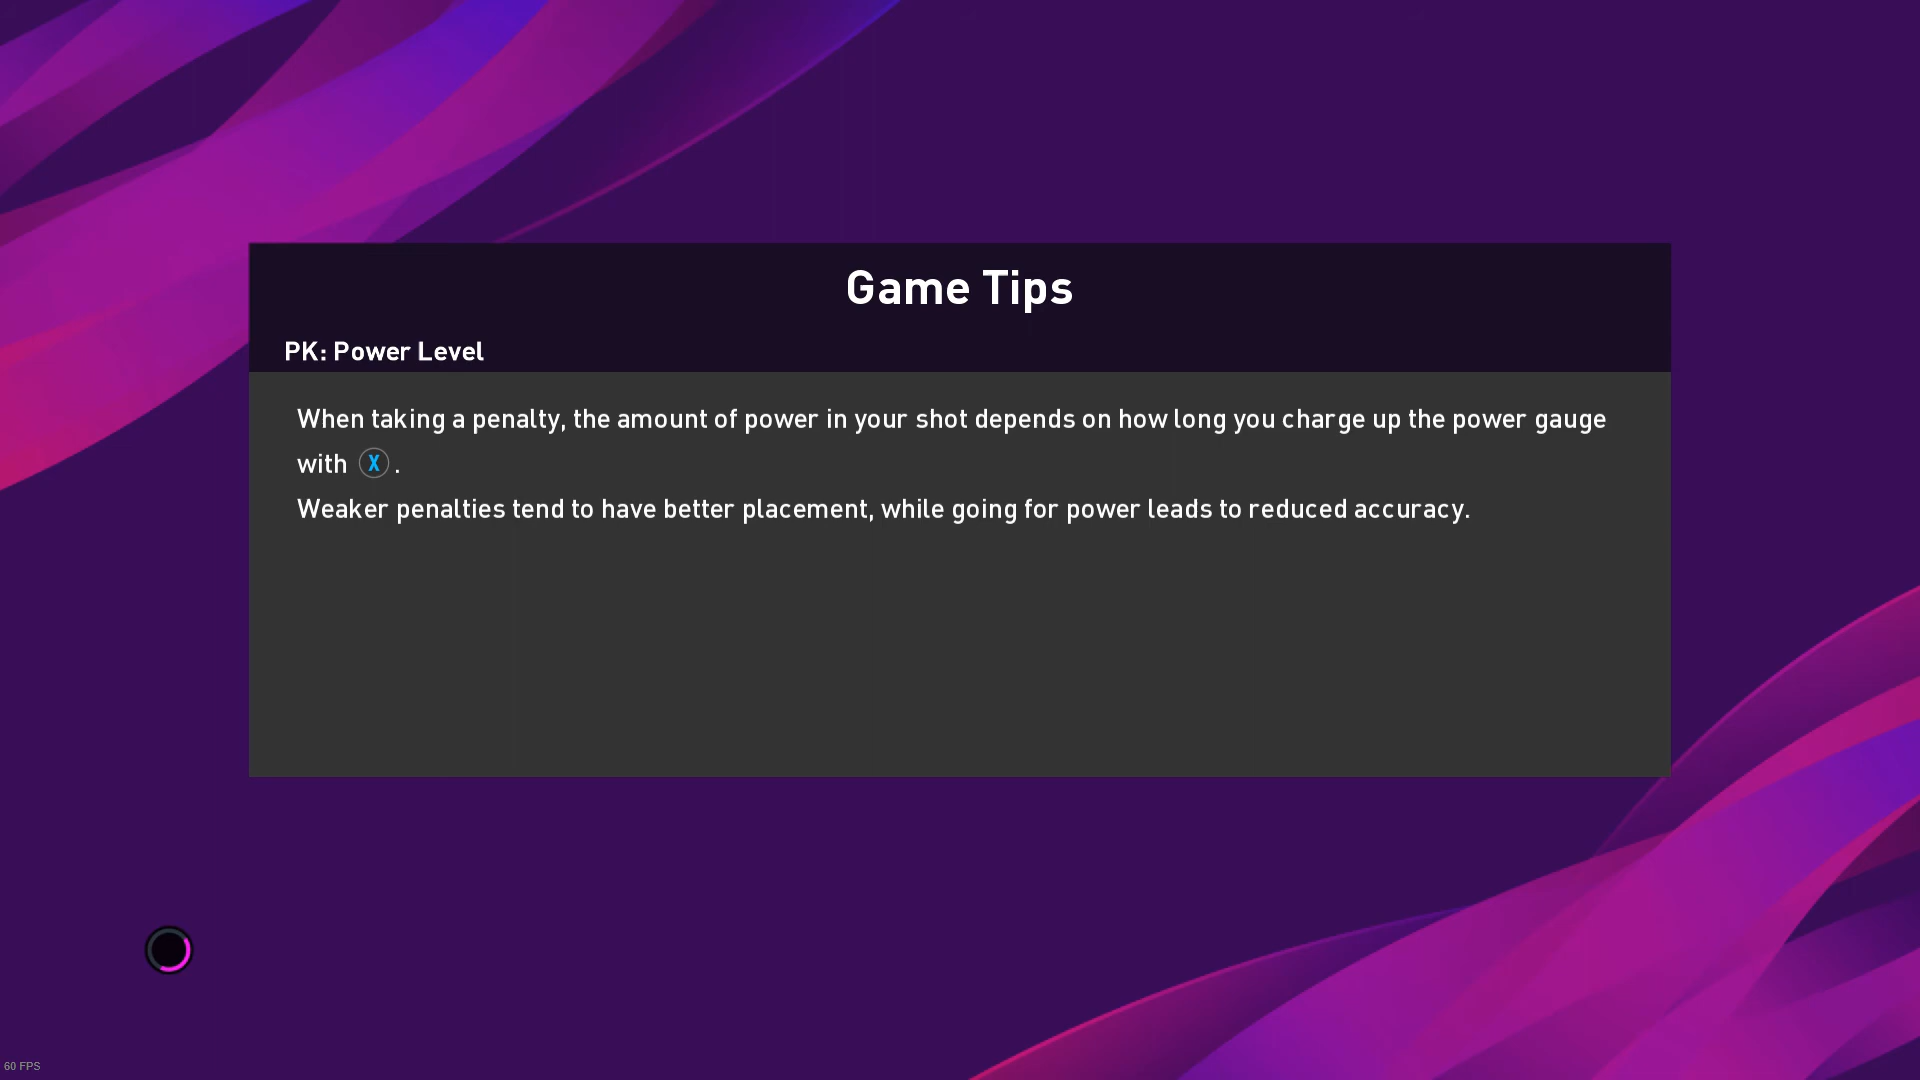 Game Tips
PK: Power Level
When taking a penalty, the amount of power in your shot depends on how long you charge up the power gauge
with X .
Weaker penalties tend to have better placement, while going for power leads to reduced accuracy.
60 FPS